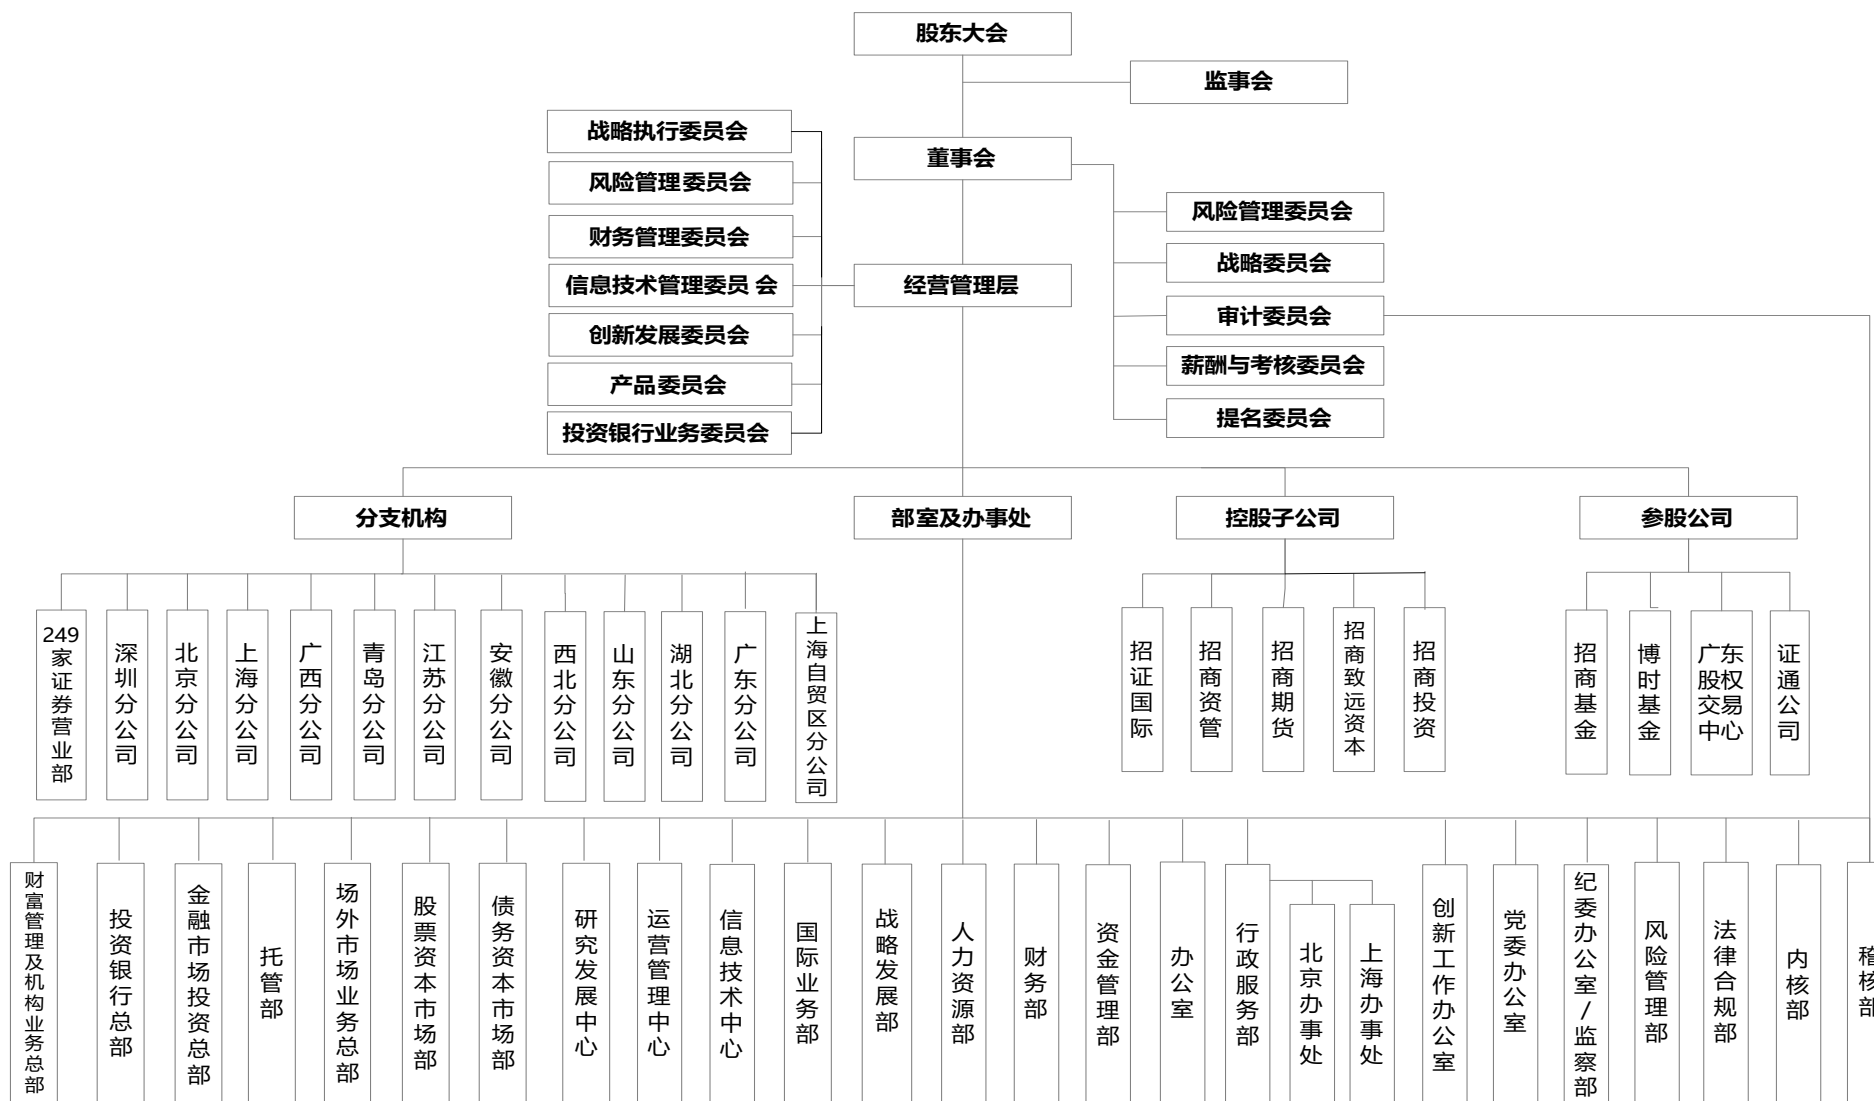 股东大会
监事会
战略执行委员会
董事会
风险管理委员会
风险管理委员会
财务管理委员会
战略委员会
信息技术管理委员 会
经营管理层
审计委员会
创新发展委员会
薪酬与考核委员会
产品委员会
提名委员会
投资银行业务委员会
分支机构
部室及办事处
控股子公司
参股公司
249家证券营业部
深圳分公司
北京分公司
上海分公司
广西分公司
青岛分公司
江苏分公司
安徽分公司
西北分公司
山东分公司
湖北分公司
广东分公司
上海自贸区分公司
招证国际
招商资管
招商期货
招商致远资本
招商投资
招商基金
博时基金
广东
股权
交易
中心
证通公司
财富管理及机构业务总部
投资银行总部
金融市场投资总部
托管部
场外市场业务总部
股票资本市场部
债务资本市场部
研究发展中心
运营管理中心
信息技术中心
国际业务部
战略发展部
人力资源部
财务部
资金管理部
办公室
行政服务部
北京办事处
上海办事处
创新工作办公室
党委办公室
纪委办公室/监察部
风险管理部
法律合规部
内核部
稽核部